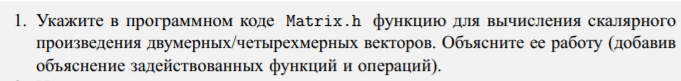 1. Укажите в программном коде Matrix.h функцию для вычисления скалярного
произведения двумерных/четырехмерных векторов. Объясните ее работу (добавив
объяснение задействованных функций и операций).